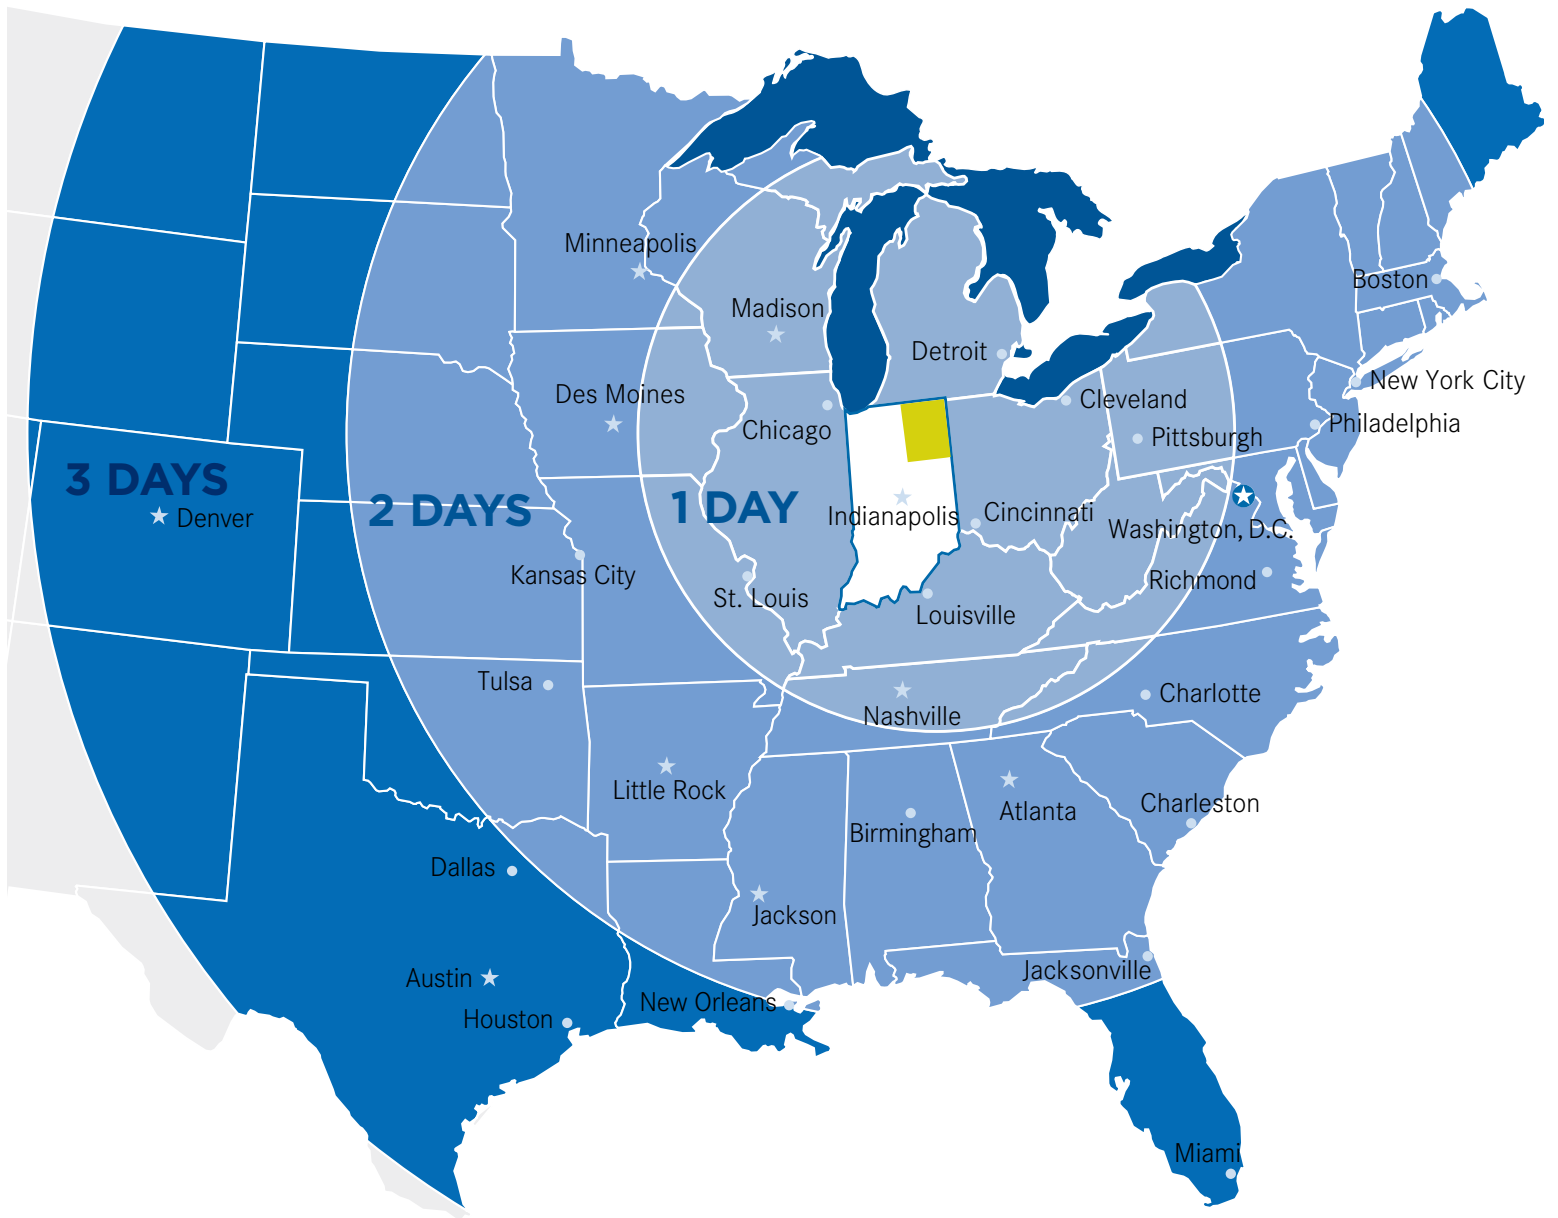 Minneapolis
Boston
Madison
Detroit
New York City
Des Moines
Cleveland
Chicago
Philadelphia
Pittsburgh
3 DAYS
2 DAYS
1 DAY
Denver
Indianapolis
Cincinnati
Washington, D.C.
Kansas City
Richmond
St. Louis
Louisville
Tulsa
Charlotte
Nashville
Little Rock
Atlanta
Charleston
Birmingham
Dallas
Jackson
Jacksonville
Austin
New Orleans
Houston
Miami